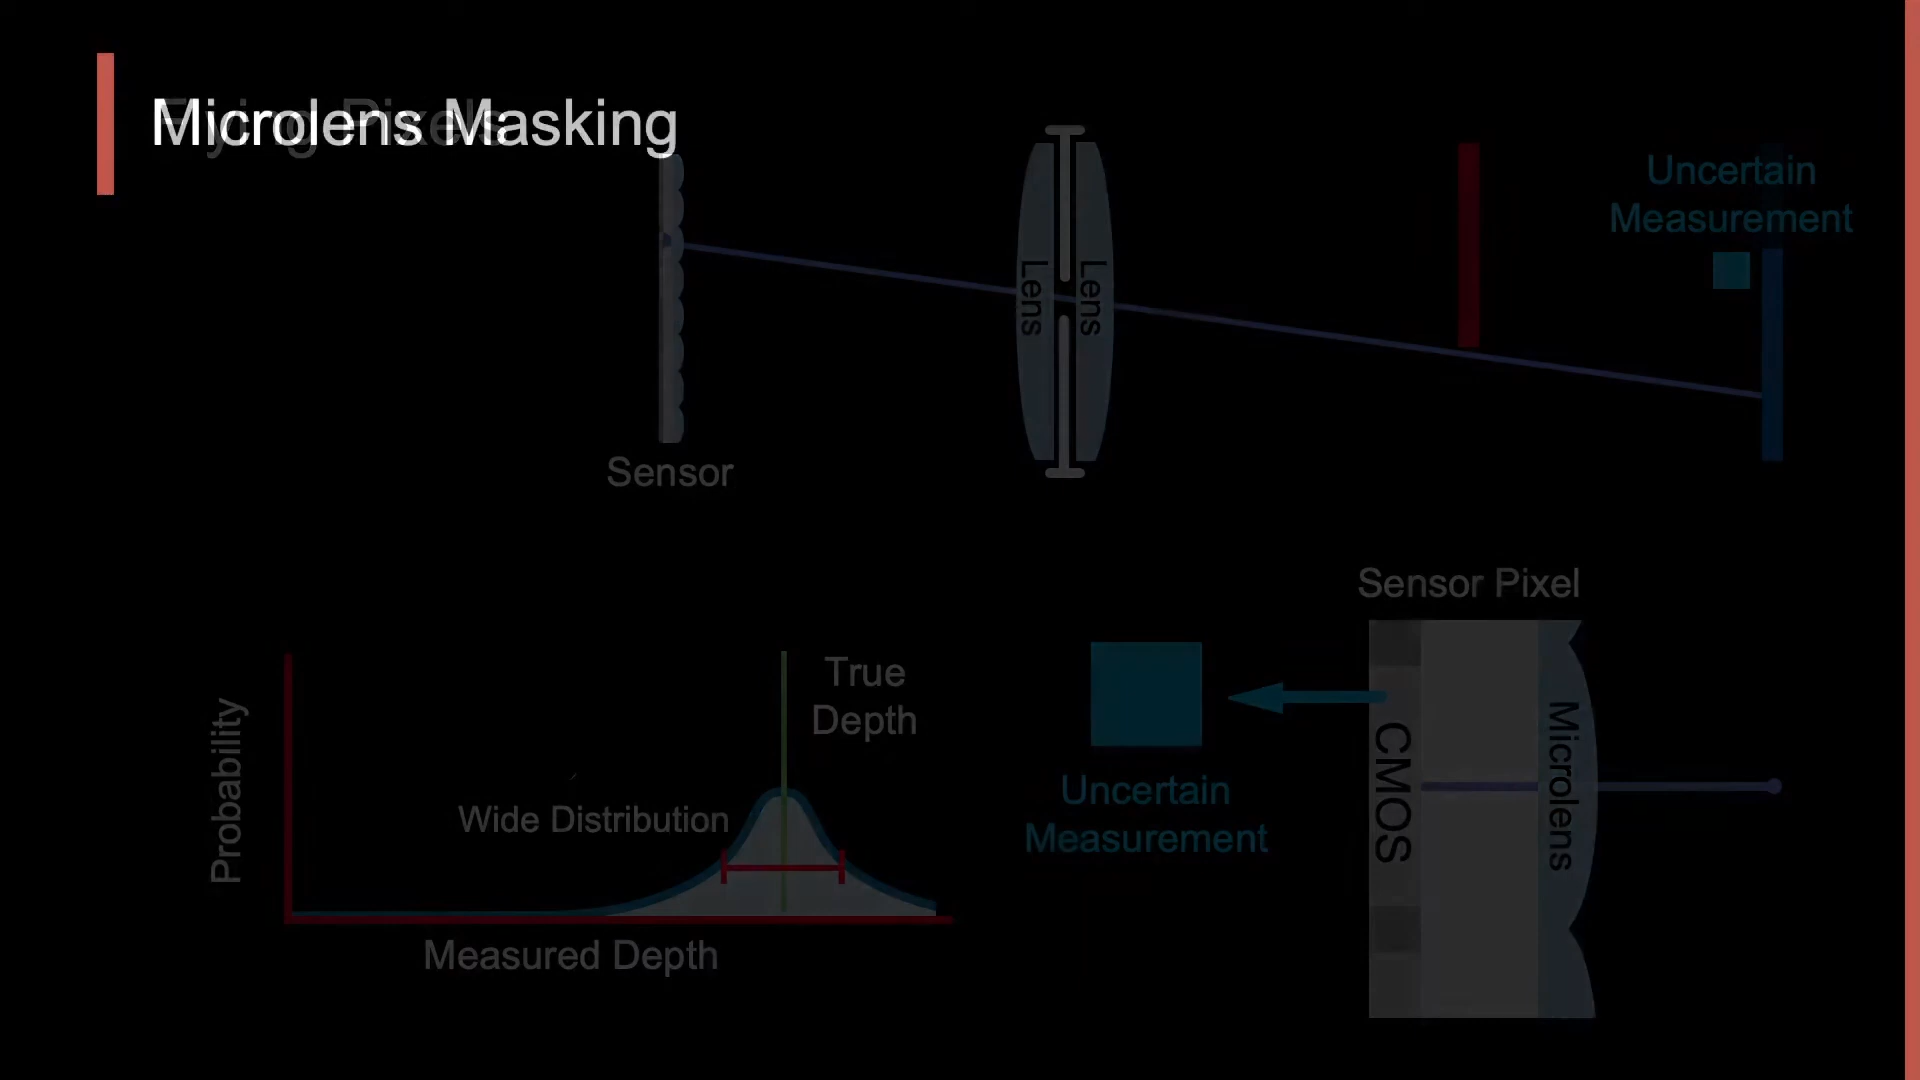 Microlens Masking
Flying Pixels
Uncertain
Measurement
Lens
Lens
Sensor
Sensor Pixel
True
Depth
Probability
Wide Distribution
CMOS
Microlens
Uncertain
Measurement
Measured Depth